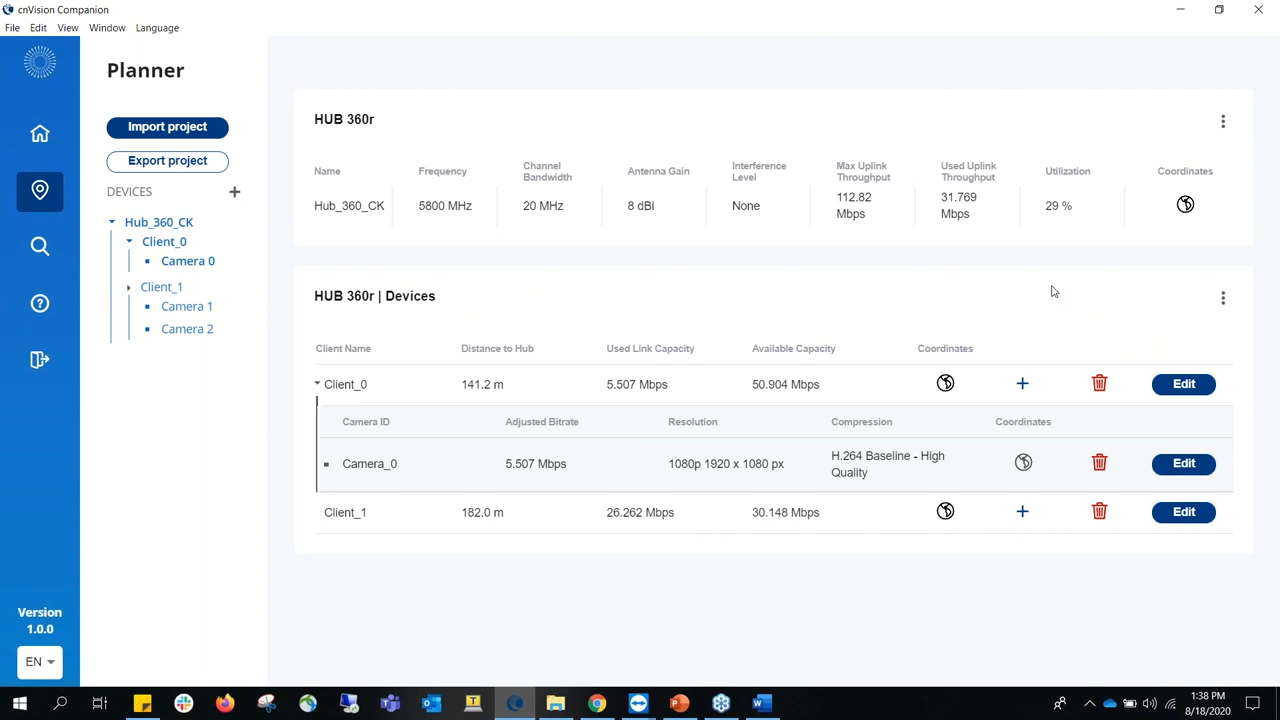 cnVision Companion
File Edit View Window Language
Planner
Import project
Export project
DEVICES
Hub_360_CK
Client_0
Camera 0
Client_1
Camera 1
Camera 2
Version
1.0.0
EN
HUB 360r
Name Frequency Channel Bandwidth Antenna Gain Interference Level Max Uplink Throughput Used Uplink Throughput Utilization Coordinates
Hub_360_CK 5800 MHz 20 MHz 8 dBi None 112.82 Mbps 31.769 Mbps 29 %
HUB 360r | Devices
Client Name Distance to Hub Used Link Capacity Available Capacity Coordinates
Client_0 141.2 m 5.507 Mbps 50.904 Mbps Edit
Camera ID Adjusted Bitrate Resolution Compression Coordinates
Camera_0 5.507 Mbps 1080p 1920 x 1080 px H.264 Baseline - High Quality Edit
Client_1 182.0 m 26.262 Mbps 30.148 Mbps Edit
1:38 PM
8/18/2020